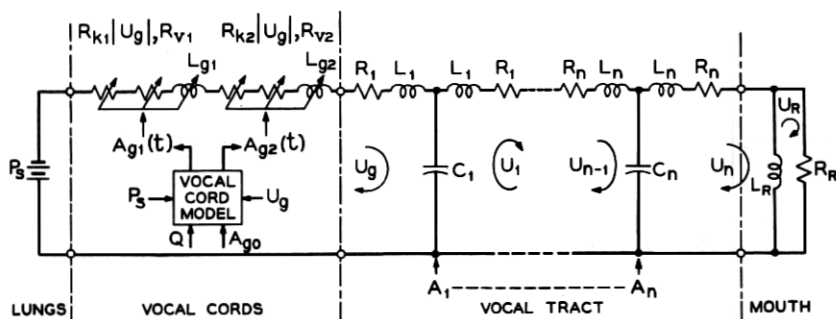 R_k1|U_g|, R_v1 R_k2|U_g|, R_v2
L_g1 L_g2 R_1 L_1 L_1 R_1 R_n L_n L_n R_n
U_R
A_g1(t) A_g2(t)
P_s U_g C_1 U_1 U_n-1 C_n U_n L_R R_R
P_s VOCAL CORD MODEL U_g
Q A_g0
A_1 A_n
LUNGS VOCAL CORDS VOCAL TRACT MOUTH